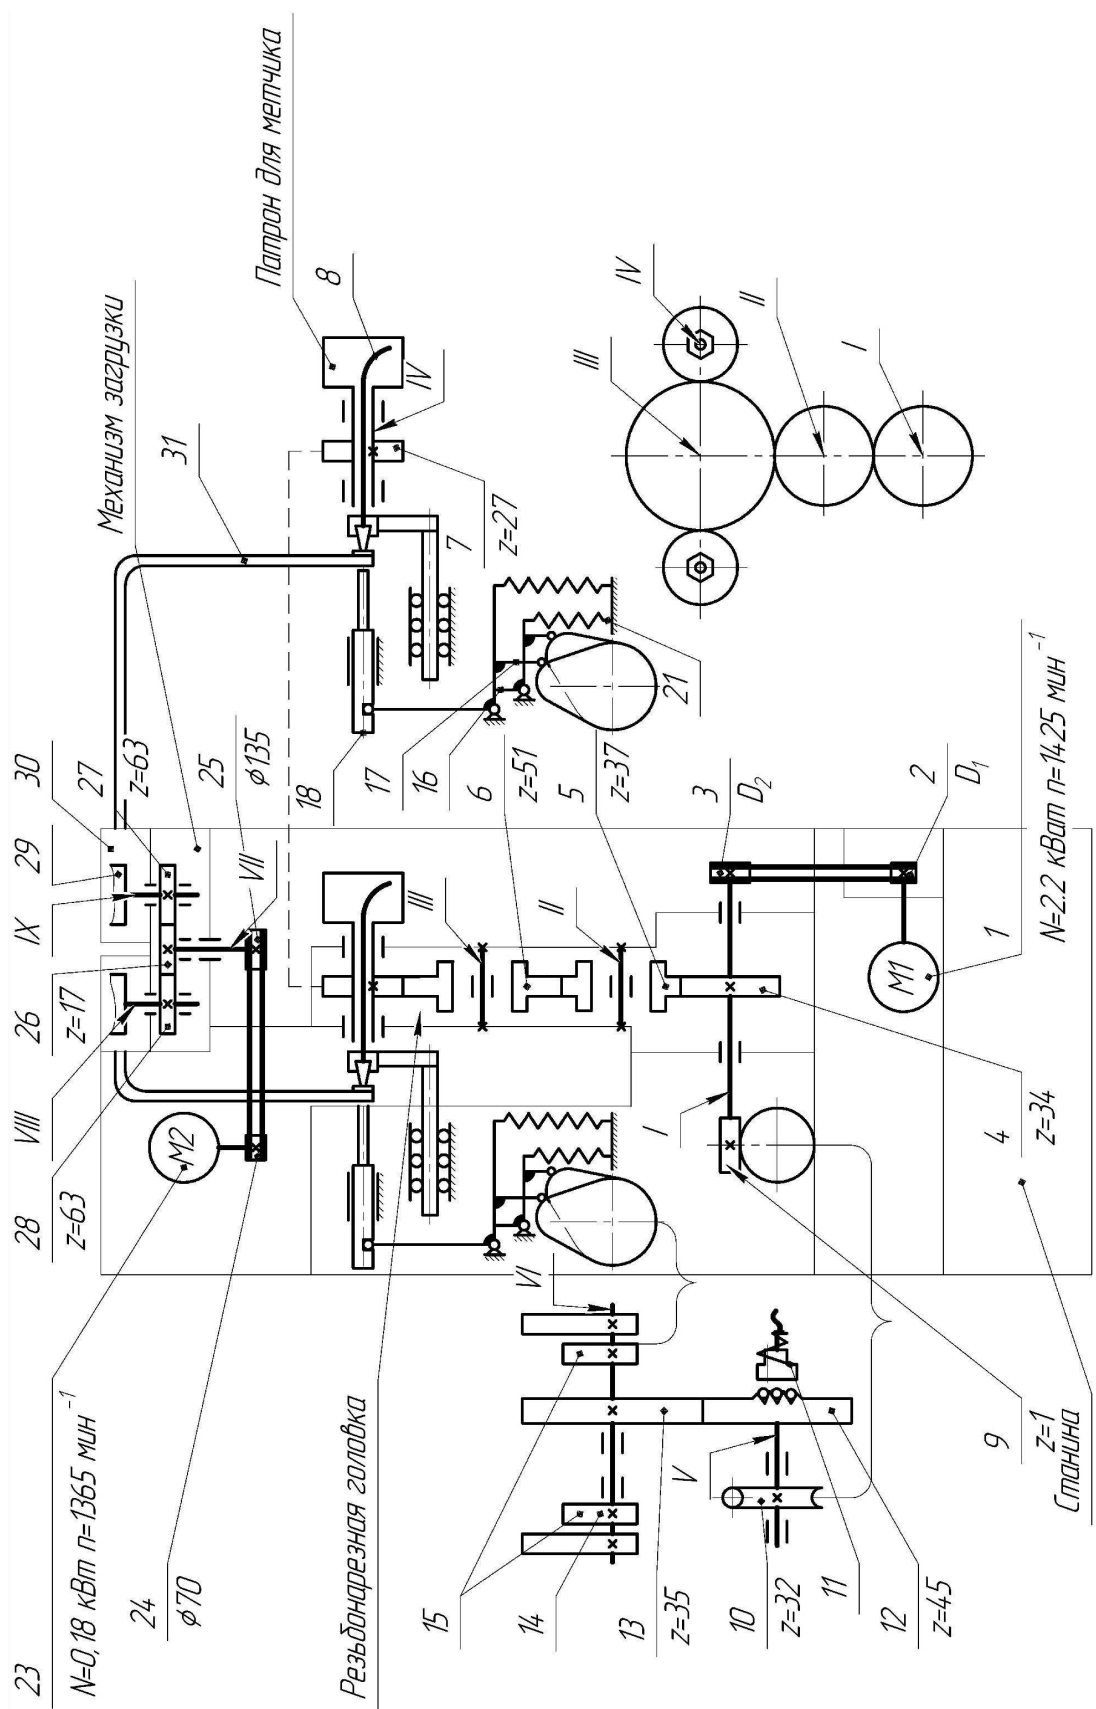 23
N=0,18 кВт n=1365 мин⁻¹
24
φ70
28
z=63
VIII
26
z=17
IX
29
30
27
z=63
25
φ135
VII
Механизм загрузки
31
Патрон для метчика
8
IV
7
z=27
18
17
16
6
z=51
5
z=37
21
3
D₂
2
D₁
1
N=2.2 кВат n=1425 мин⁻¹
M2
M1
III
II
I
4
z=34
Резьбонарезная головка
15
14
13
z=35
VI
V
10
z=32
11
12
z=45
9
z=1
Станина
III
IV
II
I